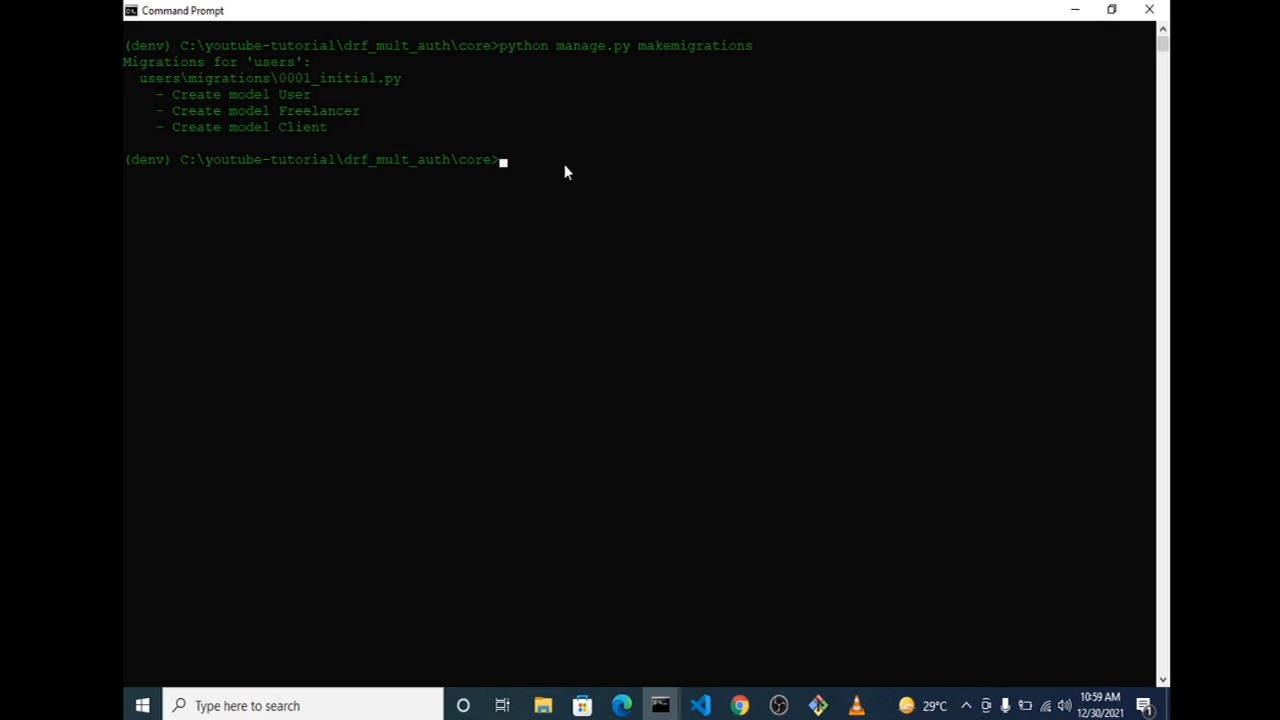 Command Prompt
(denv) C:\youtube-tutorial\drf_mult_auth\core>python manage.py makemigrations
Migrations for 'users':
  users\migrations\0001_initial.py
    - Create model User
    - Create model Freelancer
    - Create model Client
(denv) C:\youtube-tutorial\drf_mult_auth\core>
Type here to search
29°C
10:59 AM
12/30/2021
1